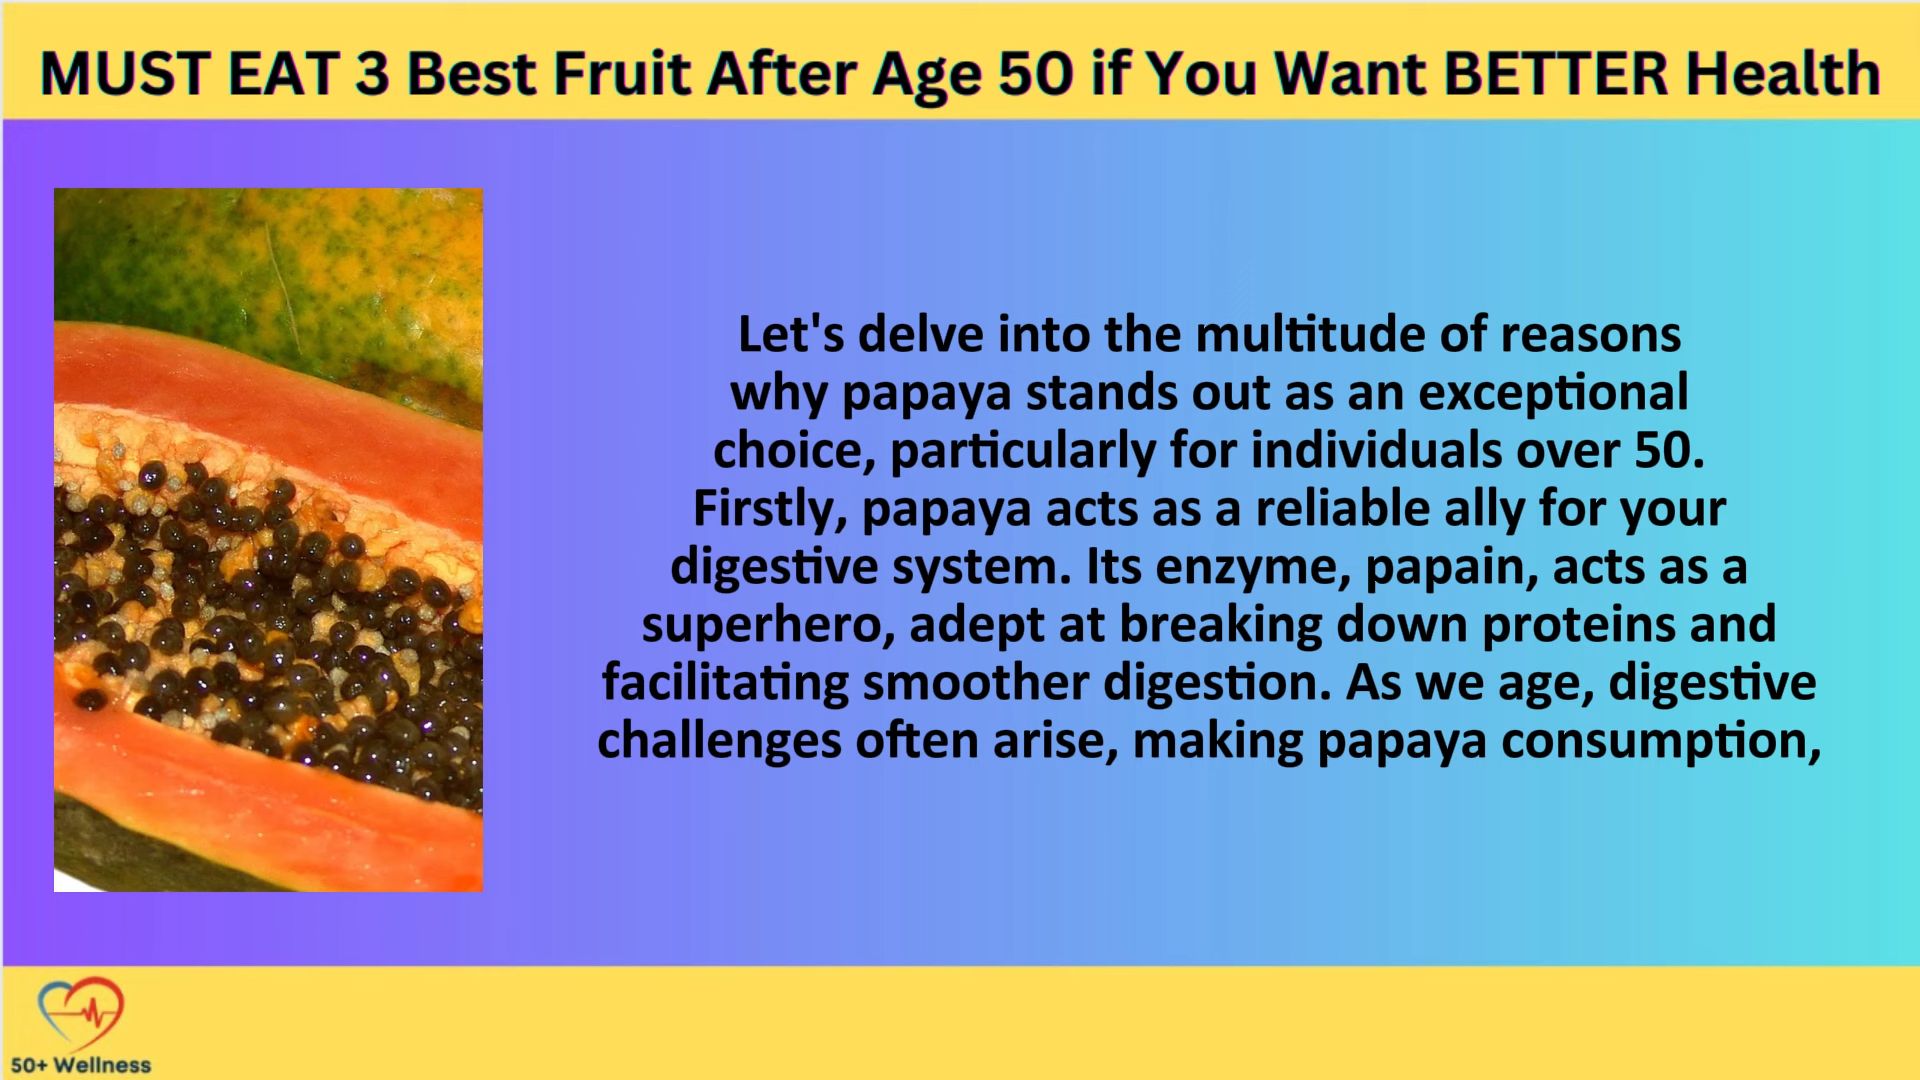 MUST EAT 3 Best Fruit After Age 50 if You Want BETTER Health
Let's delve into the multitude of reasons
why papaya stands out as an exceptional
choice, particularly for individuals over 50.
Firstly, papaya acts as a reliable ally for your
digestive system. Its enzyme, papain, acts as a
superhero, adept at breaking down proteins and
facilitating smoother digestion. As we age, digestive
challenges often arise, making papaya consumption,
50+ Wellness